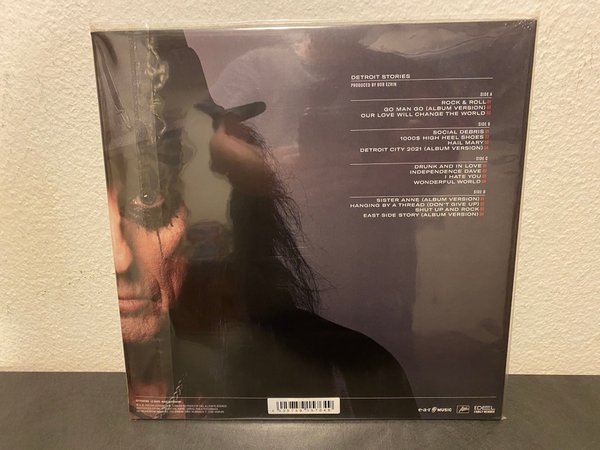 DETROIT STORIES
PRODUCED BY BOB EZRIN
SIDE A
ROCK & ROLL
GO MAN GO (ALBUM VERSION)
OUR LOVE WILL CHANGE THE WORLD
SIDE B
SOCIAL DEBRIS
1000$ HIGH HEEL SHOES
HAIL MARY
DETROIT CITY 2021 (ALBUM VERSION)
SIDE C
DRUNK AND IN LOVE
INDEPENDENCE DAVE
I HATE YOU
WONDERFUL WORLD
SIDE D
SISTER ANNE (ALBUM VERSION)
HANGING BY A THREAD (DON'T GIVE UP)
SHUT UP AND ROCK
EAST SIDE STORY (ALBUM VERSION)
e·a·r MUSIC